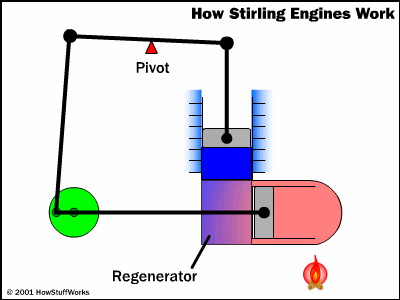 How Stirling Engines Work
Pivot
Regenerator
© 2001 HowStuffWorks